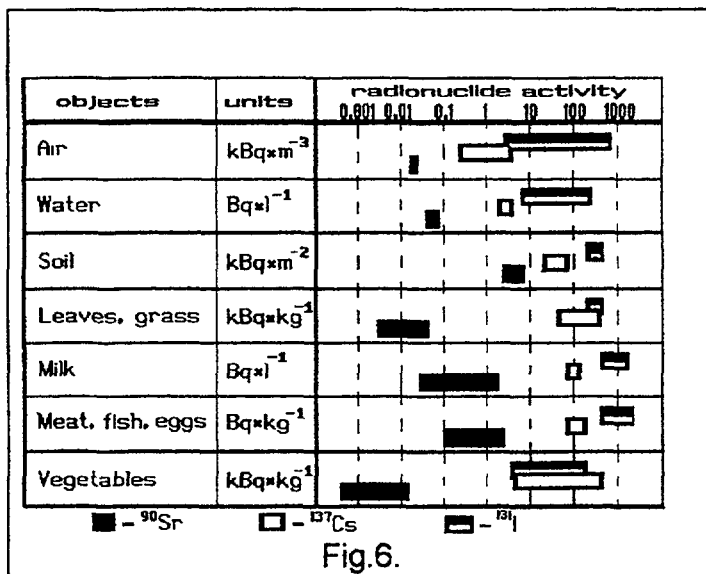 objects units radionuclide activity
0.001 0.01 0.1 1 10 100 1000
Air kBq×m⁻³
Water Bq×l⁻¹
Soil kBq×m⁻²
Leaves, grass kBq×kg⁻¹
Milk Bq×l⁻¹
Meat, fish, eggs Bq×kg⁻¹
Vegetables kBq×kg⁻¹
- ⁹⁰Sr - ¹³⁷Cs - ¹³¹I
Fig.6.